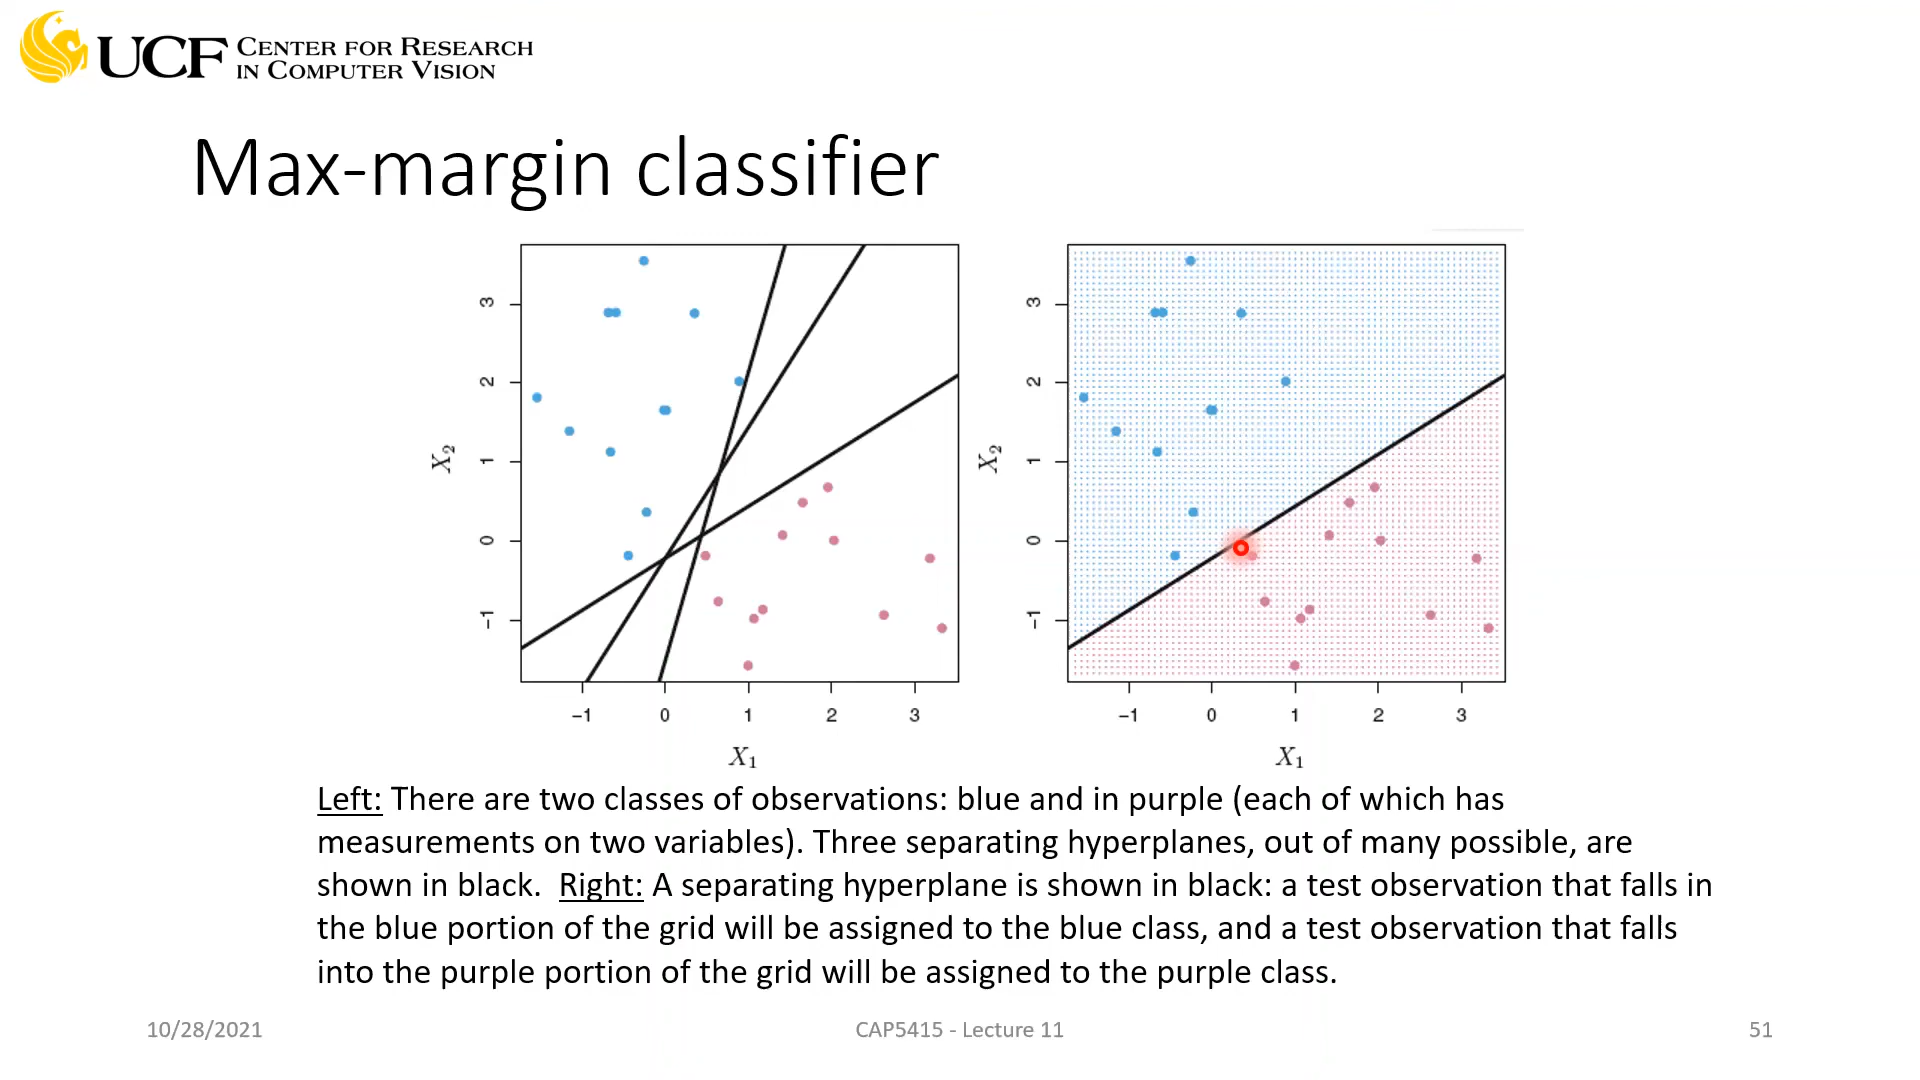 UCF CENTER FOR RESEARCH
IN COMPUTER VISION
Max-margin classifier
3
2
1
0
−1
X2
−1 0 1 2 3
X1
3
2
1
0
−1
X2
−1 0 1 2 3
X1
Left: There are two classes of observations: blue and in purple (each of which has
measurements on two variables). Three separating hyperplanes, out of many possible, are
shown in black. Right: A separating hyperplane is shown in black: a test observation that falls in
the blue portion of the grid will be assigned to the blue class, and a test observation that falls
into the purple portion of the grid will be assigned to the purple class.
10/28/2021 CAP5415 - Lecture 11 51